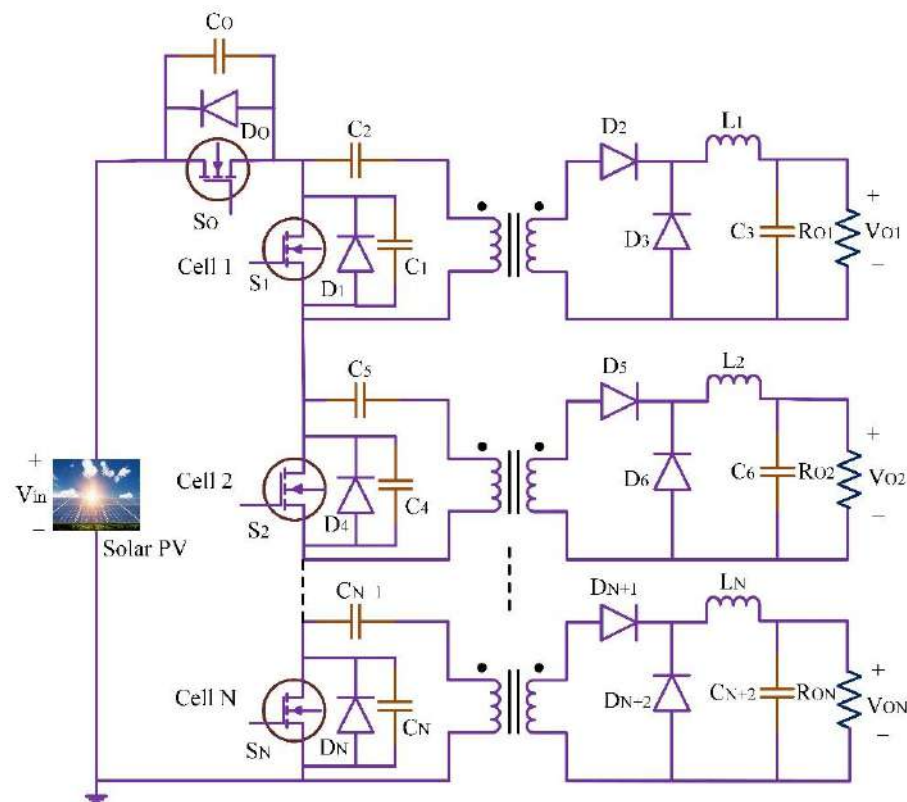 CO
DO
SO
C2
D2
L1
Cell 1
S1
D1
C1
D3
C3
RO1
+
VO1
−
C5
D5
L2
Cell 2
S2
D4
C4
D6
C6
RO2
+
VO2
−
+
Vin
−
Solar PV
CN-1
DN+1
LN
Cell N
SN
DN
CN
DN+2
CN+2
RON
+
VON
−